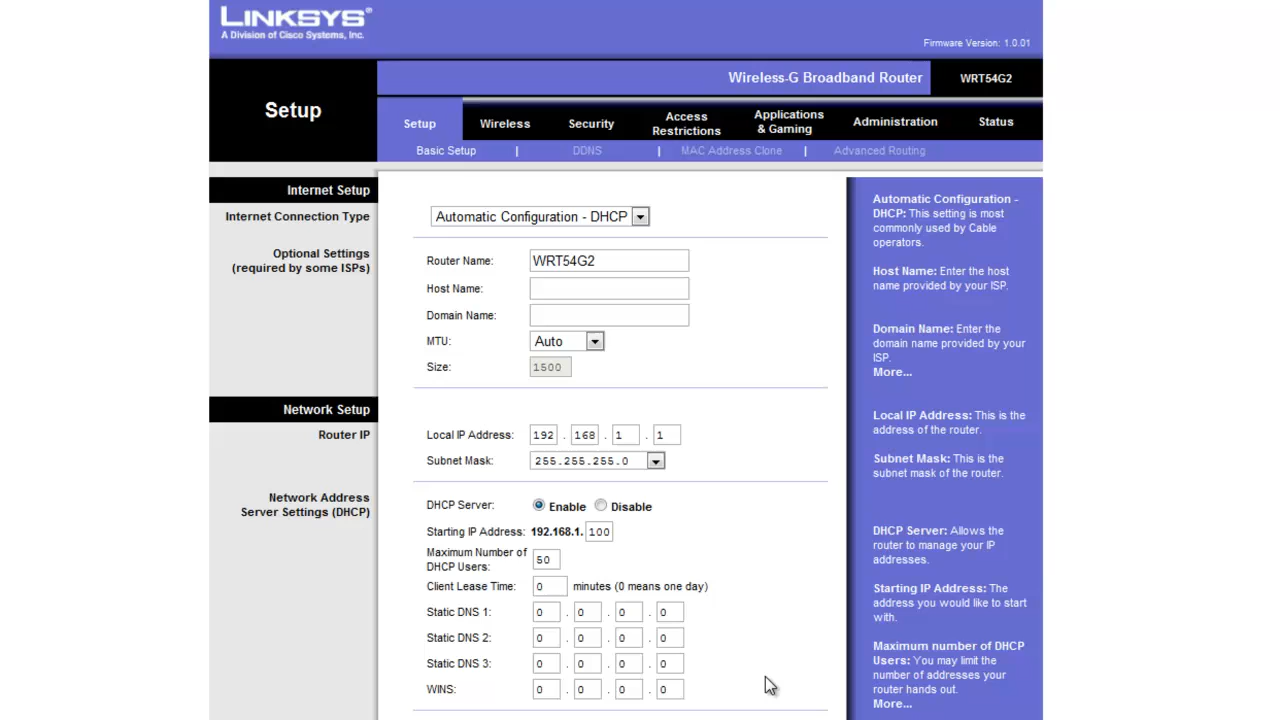 LINKSYS®
A Division of Cisco Systems, Inc.
Firmware Version: 1.0.01
Wireless-G Broadband Router WRT54G2
Setup
Setup Wireless Security Access Restrictions Applications & Gaming Administration Status
Basic Setup | DDNS | MAC Address Clone | Advanced Routing
Internet Setup
Internet Connection Type
Automatic Configuration - DHCP
Optional Settings
(required by some ISPs)
Router Name: WRT54G2
Host Name:
Domain Name:
MTU: Auto
Size: 1500
Network Setup
Router IP
Local IP Address: 192 . 168 . 1 . 1
Subnet Mask: 255.255.255.0
Network Address
Server Settings (DHCP)
DHCP Server: Enable Disable
Starting IP Address: 192.168.1. 100
Maximum Number of
DHCP Users: 50
Client Lease Time: 0 minutes (0 means one day)
Static DNS 1: 0 . 0 . 0 . 0
Static DNS 2: 0 . 0 . 0 . 0
Static DNS 3: 0 . 0 . 0 . 0
WINS: 0 . 0 . 0 . 0
Automatic Configuration -
DHCP: This setting is most
commonly used by Cable
operators.
Host Name: Enter the host
name provided by your ISP.
Domain Name: Enter the
domain name provided by your
ISP.
More...
Local IP Address: This is the
address of the router.
Subnet Mask: This is the
subnet mask of the router.
DHCP Server: Allows the
router to manage your IP
addresses.
Starting IP Address: The
address you would like to start
with.
Maximum number of DHCP
Users: You may limit the
number of addresses your
router hands out.
More...